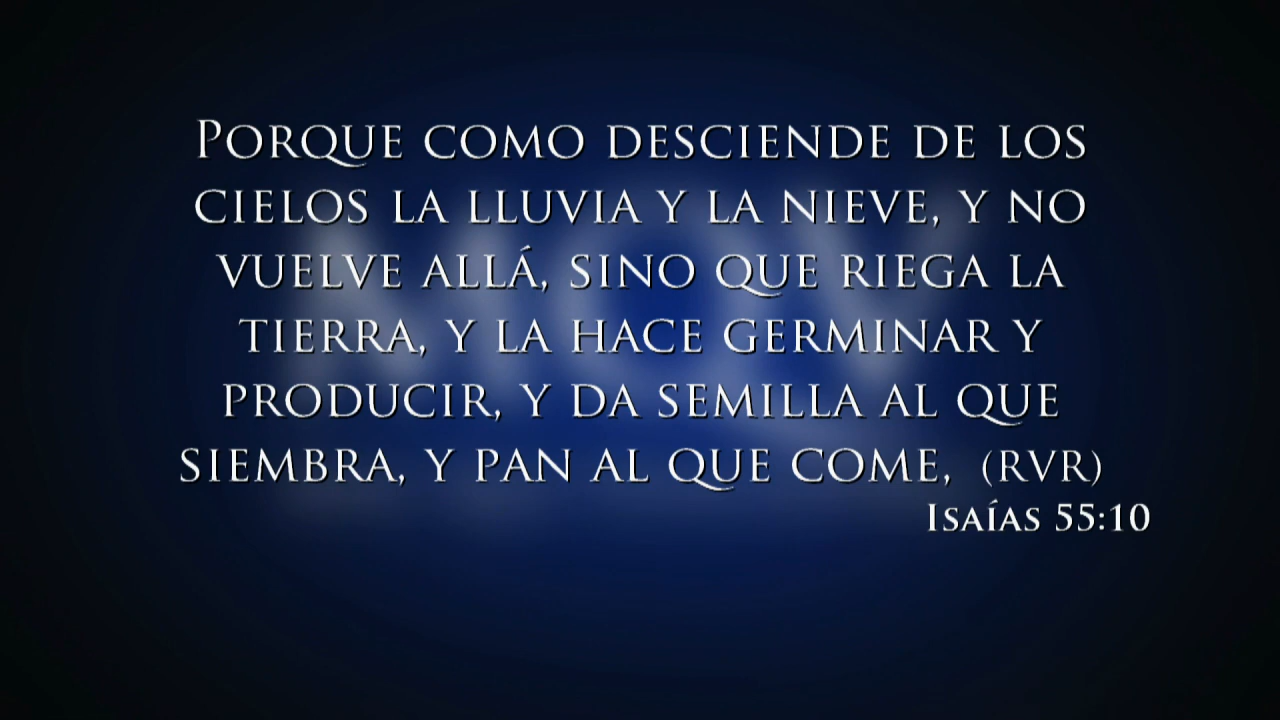 Porque como desciende de los
cielos la lluvia y la nieve, y no
vuelve allá, sino que riega la
tierra, y la hace germinar y
producir, y da semilla al que
siembra, y pan al que come, (RVR)
Isaías 55:10